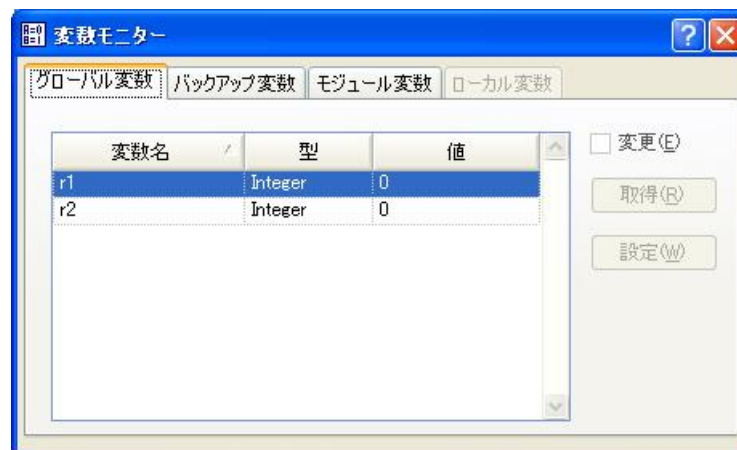 変数モニター
グローバル変数 バックアップ変数 モジュール変数 ローカル変数
変数名 型 値
変更(E)
r1 Integer 0
取得(R)
r2 Integer 0
設定(W)